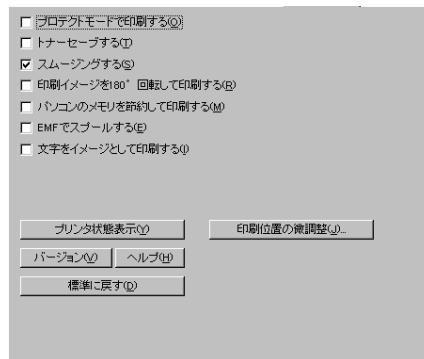 プロテクトモードで印刷する(O)
トナーセーブする(T)
スムージングする(S)
印刷イメージを180°回転して印刷する(R)
パソコンのメモリを節約して印刷する(M)
EMFでスプールする(E)
文字をイメージとして印刷する(I)
プリンタ状態表示(Y) 印刷位置の微調整(J)...
バージョン(V) ヘルプ(H)
標準に戻す(D)